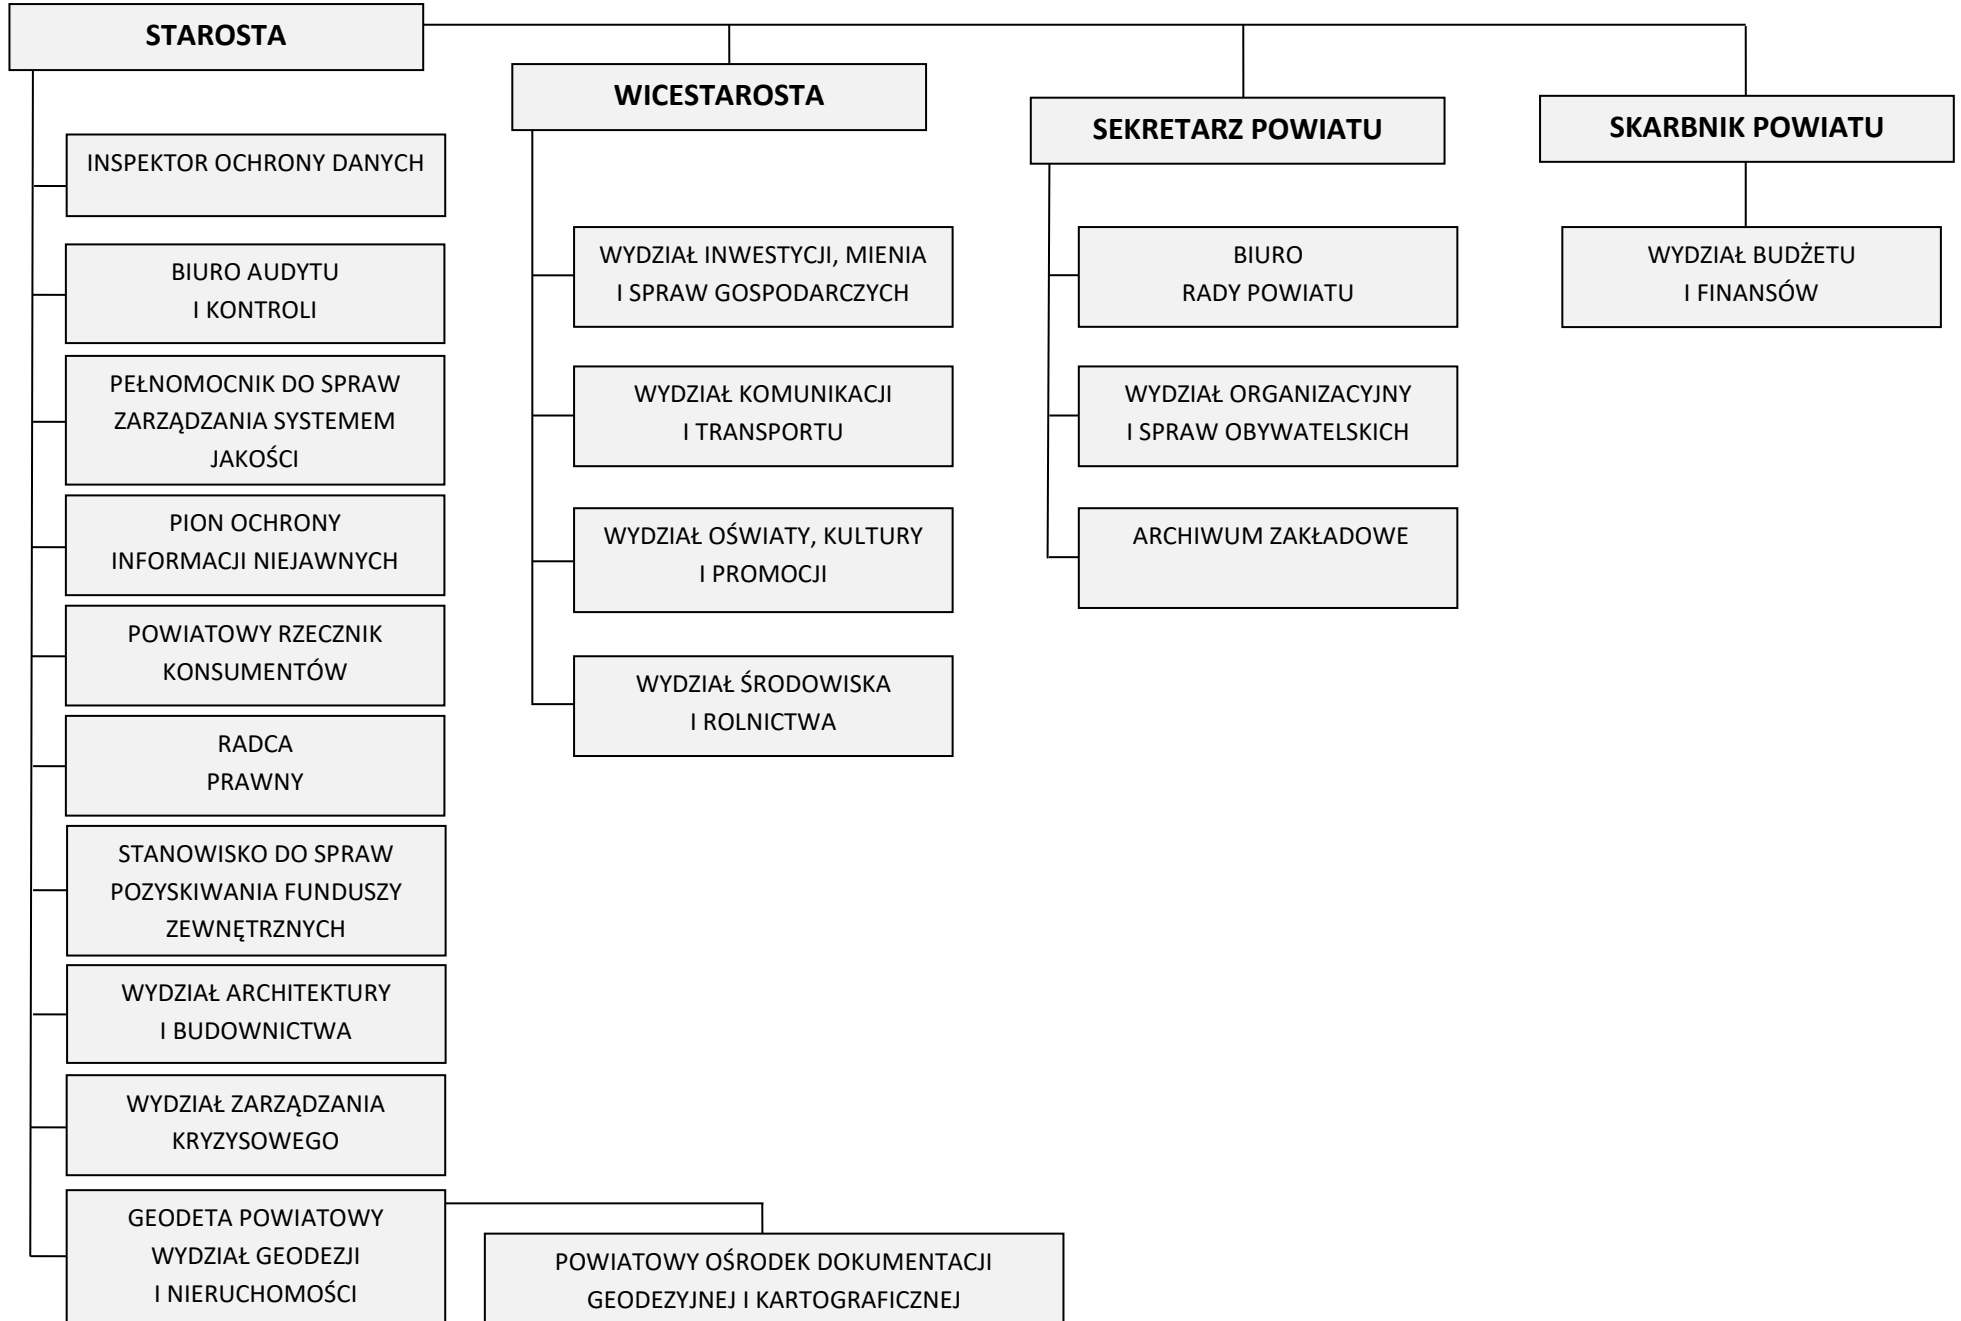 STAROSTA
INSPEKTOR OCHRONY DANYCH
BIURO AUDYTU
I KONTROLI
PEŁNOMOCNIK DO SPRAW
ZARZĄDZANIA SYSTEMEM
JAKOŚCI
PION OCHRONY
INFORMACJI NIEJAWNYCH
POWIATOWY RZECZNIK
KONSUMENTÓW
RADCA
PRAWNY
STANOWISKO DO SPRAW
POZYSKIWANIA FUNDUSZY
ZEWNĘTRZNYCH
WYDZIAŁ ARCHITEKTURY
I BUDOWNICTWA
WYDZIAŁ ZARZĄDZANIA
KRYZYSOWEGO
GEODETA POWIATOWY
WYDZIAŁ GEODEZJI
I NIERUCHOMOŚCI
POWIATOWY OŚRODEK DOKUMENTACJI
GEODEZYJNEJ I KARTOGRAFICZNEJ
WICESTAROSTA
WYDZIAŁ INWESTYCJI, MIENIA
I SPRAW GOSPODARCZYCH
WYDZIAŁ KOMUNIKACJI
I TRANSPORTU
WYDZIAŁ OŚWIATY, KULTURY
I PROMOCJI
WYDZIAŁ ŚRODOWISKA
I ROLNICTWA
SEKRETARZ POWIATU
BIURO
RADY POWIATU
WYDZIAŁ ORGANIZACYJNY
I SPRAW OBYWATELSKICH
ARCHIWUM ZAKŁADOWE
SKARBNIK POWIATU
WYDZIAŁ BUDŻETU
I FINANSÓW